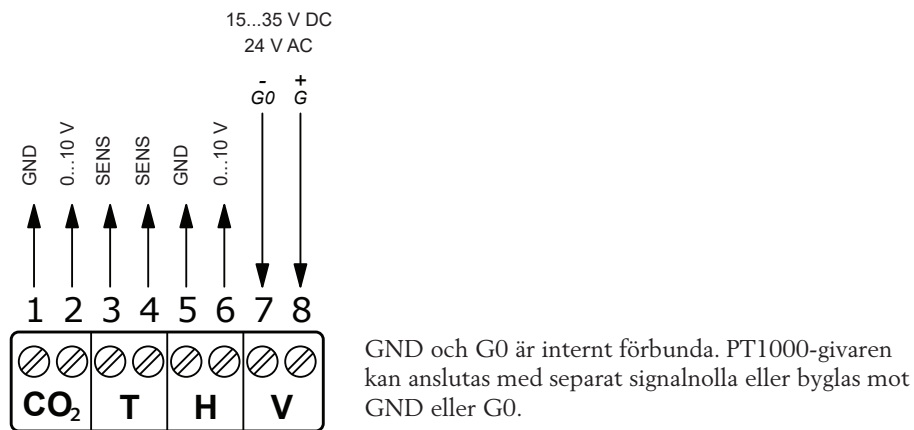 15...35 V DC
24 V AC
- +
G0 G
GND 0...10 V SENS SENS GND 0...10 V
1 2 3 4 5 6 7 8
CO₂ T H V
GND och G0 är internt förbunda. PT1000-givaren
kan anslutas med separat signalnolla eller byglas mot
GND eller G0.